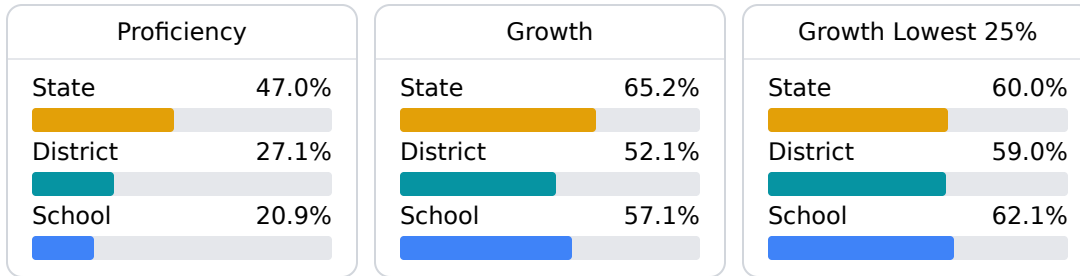 Proficiency
State 47.0%
District 27.1%
School 20.9%
Growth
State 65.2%
District 52.1%
School 57.1%
Growth Lowest 25%
State 60.0%
District 59.0%
School 62.1%